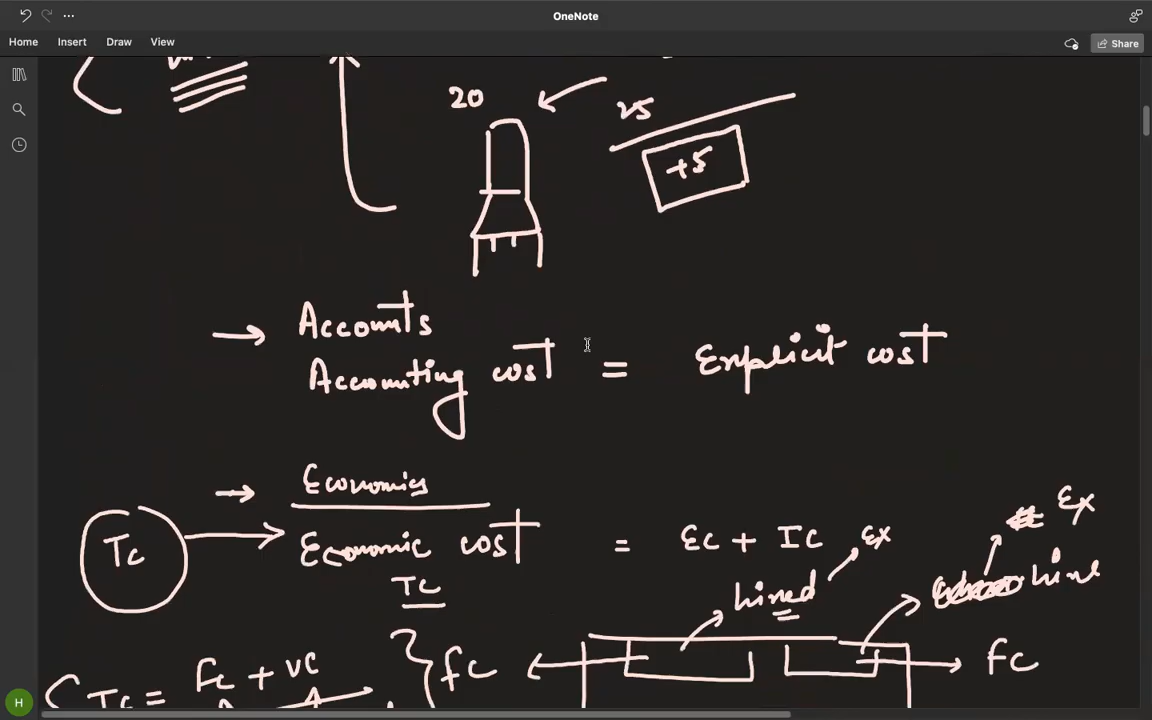 OneNote
Home Insert Draw View
Share
20
25
+5
→ Accounts
Accounting cost = Explicit cost
→ Economics
Tc → Economic cost = EC + IC
TC
Ex
Ex
hired
hire
Tc = Fc + VC
fc
fc
H